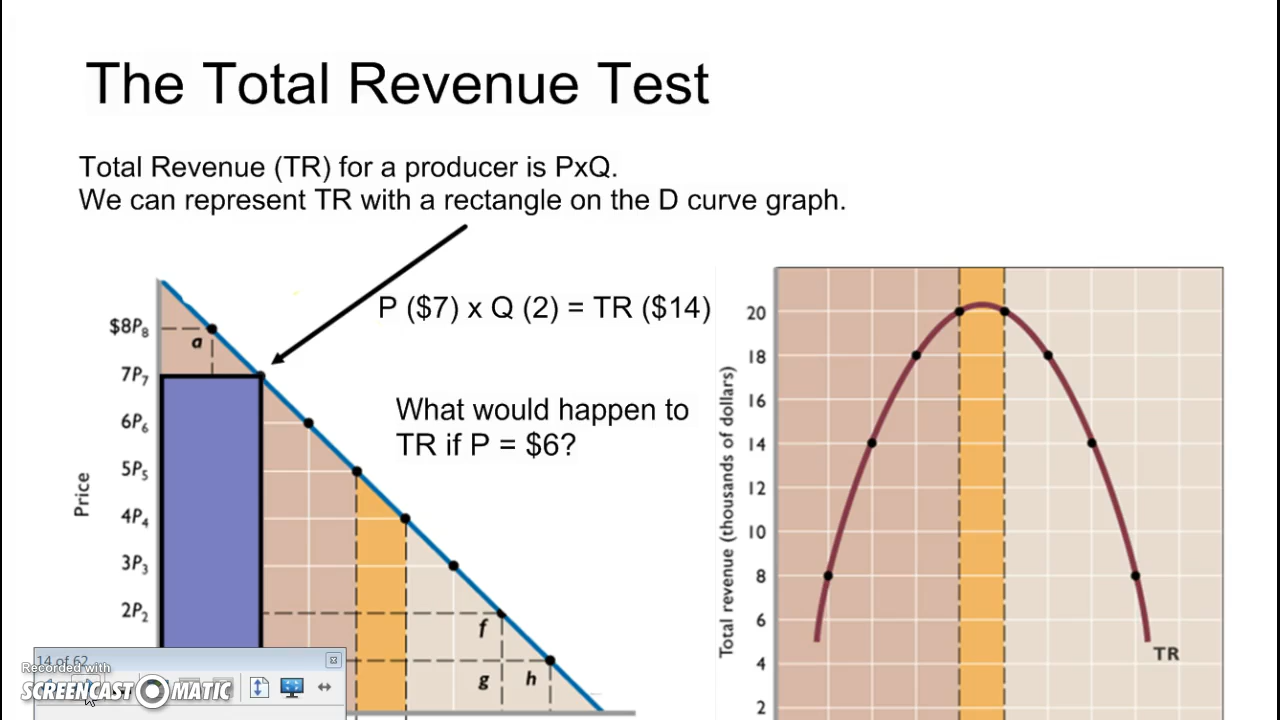 The Total Revenue Test
Total Revenue (TR) for a producer is PxQ.
We can represent TR with a rectangle on the D curve graph.
P ($7) x Q (2) = TR ($14)
What would happen to
TR if P = $6?
Price
$8P₈
7P₇
6P₆
5P₅
4P₄
3P₃
2P₂
a
f
g
h
Total revenue (thousands of dollars)
20
18
16
14
12
10
8
6
4
2
TR
14 of 62
Recorded with
SCREENCAST MATIC